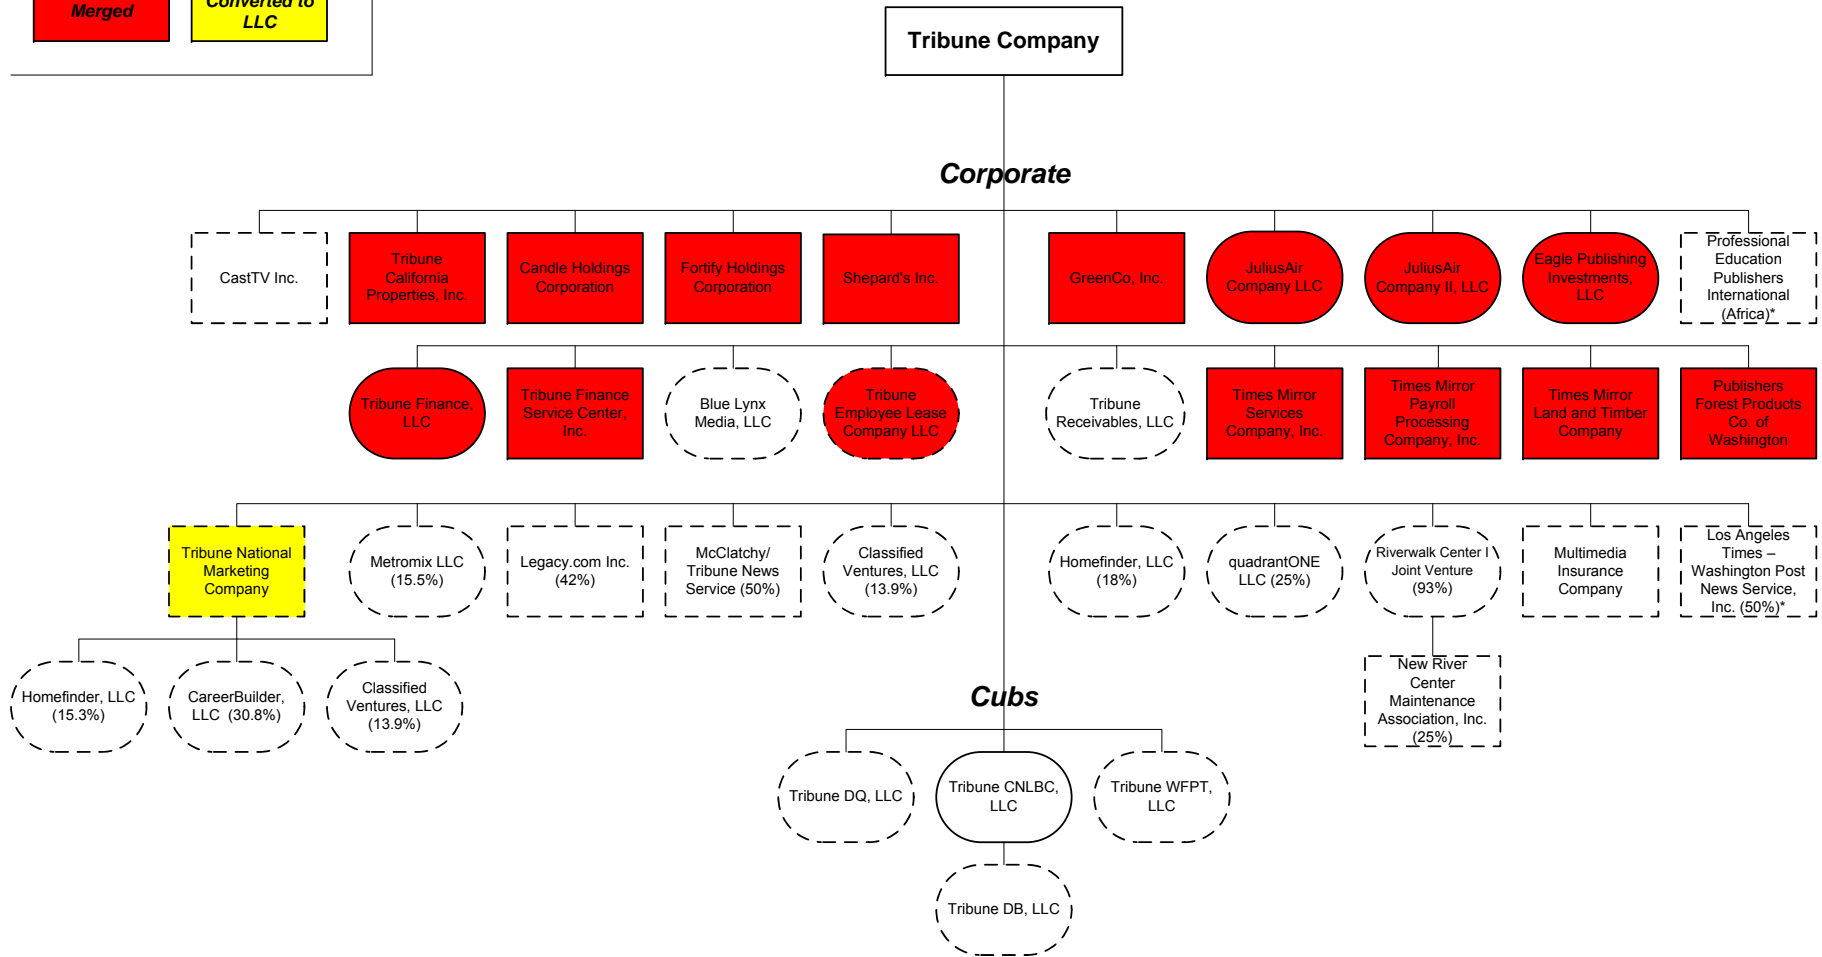 Merged
Converted to
LLC
Tribune Company
Corporate
CastTV Inc.
Tribune
California
Properties, Inc.
Candle Holdings
Corporation
Fortify Holdings
Corporation
Shepard's Inc.
GreenCo, Inc.
JuliusAir
Company LLC
JuliusAir
Company II, LLC
Eagle Publishing
Investments,
LLC
Professional
Education
Publishers
International
(Africa)*
Tribune Finance,
LLC
Tribune Finance
Service Center,
Inc.
Blue Lynx
Media, LLC
Tribune
Employee Lease
Company LLC
Tribune
Receivables, LLC
Times Mirror
Services
Company, Inc.
Times Mirror
Payroll
Processing
Company, Inc.
Times Mirror
Land and Timber
Company
Publishers
Forest Products
Co. of
Washington
Tribune National
Marketing
Company
Metromix LLC
(15.5%)
Legacy.com Inc.
(42%)
McClatchy/
Tribune News
Service (50%)
Classified
Ventures, LLC
(13.9%)
Homefinder, LLC
(18%)
quadrantONE
LLC (25%)
Riverwalk Center I
Joint Venture
(93%)
Multimedia
Insurance
Company
Los Angeles
Times –
Washington Post
News Service,
Inc. (50%)*
Homefinder, LLC
(15.3%)
CareerBuilder,
LLC (30.8%)
Classified
Ventures, LLC
(13.9%)
New River
Center
Maintenance
Association, Inc.
(25%)
Cubs
Tribune DQ, LLC
Tribune CNLBC,
LLC
Tribune WFPT,
LLC
Tribune DB, LLC